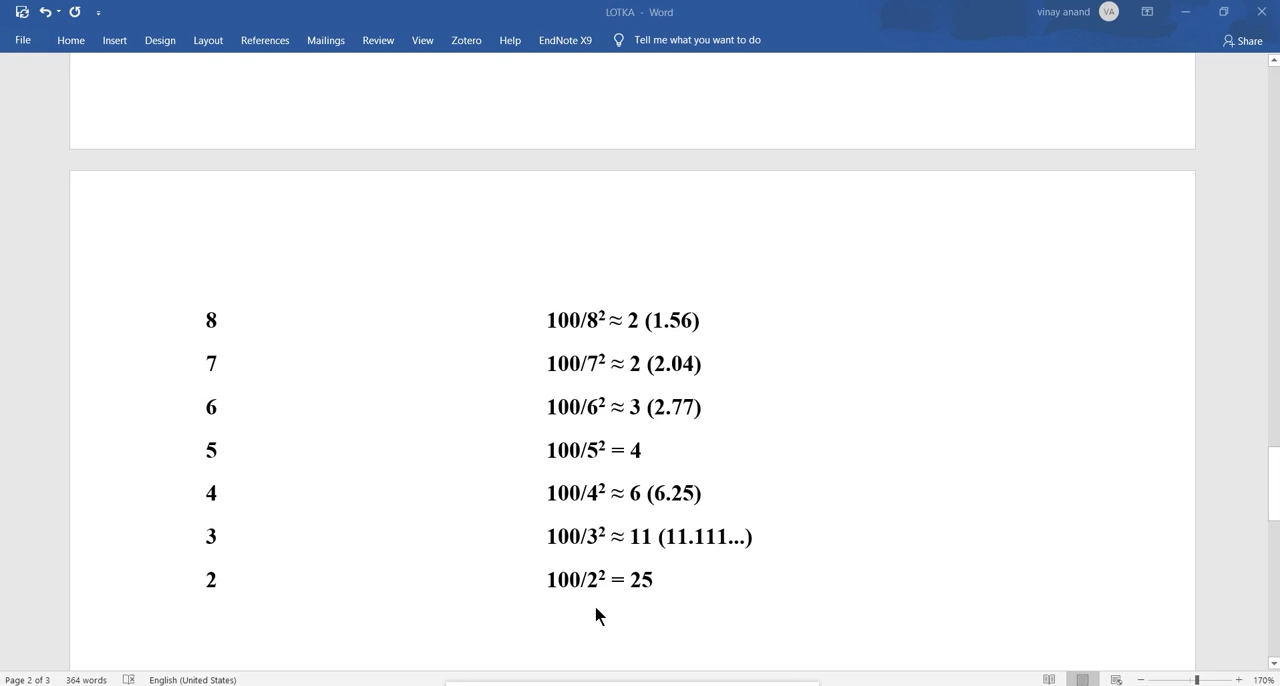 LOTKA - Word
vinay anand VA
File Home Insert Design Layout References Mailings Review View Zotero Help EndNote X9 Tell me what you want to do Share
8 100/8² ≈ 2 (1.56)
7 100/7² ≈ 2 (2.04)
6 100/6² ≈ 3 (2.77)
5 100/5² = 4
4 100/4² ≈ 6 (6.25)
3 100/3² ≈ 11 (11.111...)
2 100/2² = 25
Page 2 of 3 364 words English (United States) 170%